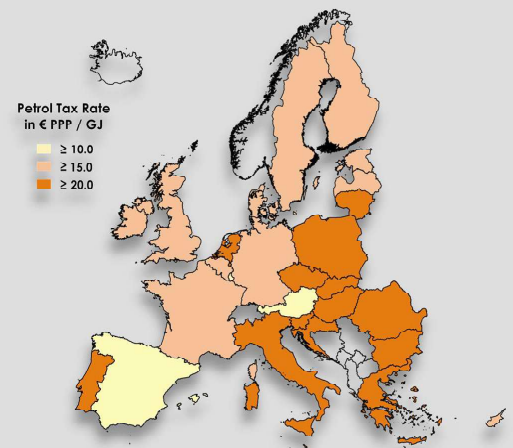 Petrol Tax Rate
in € PPP / GJ
≥ 10.0
≥ 15.0
≥ 20.0